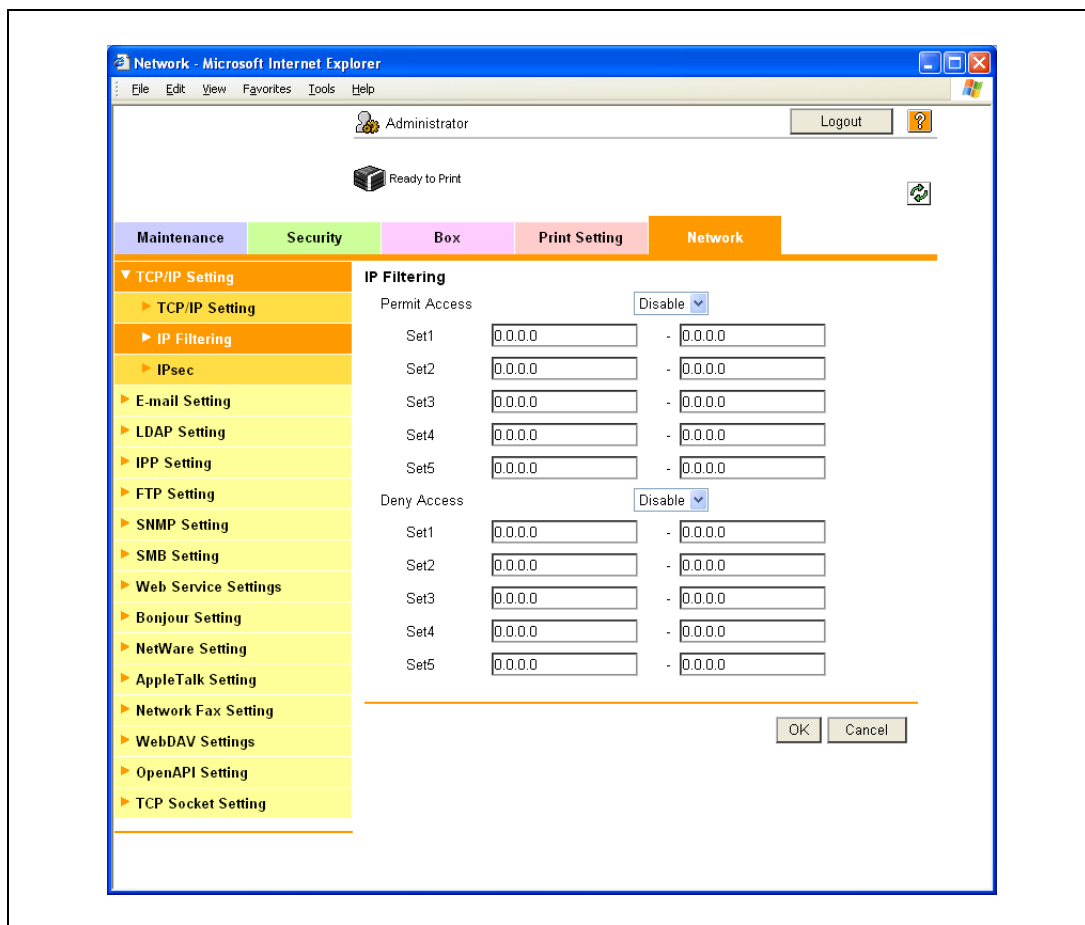 Network - Microsoft Internet Explorer
File Edit View Favorites Tools Help
Administrator Logout ?
Ready to Print
Maintenance Security Box Print Setting Network
TCP/IP Setting
TCP/IP Setting
IP Filtering
IPsec
E-mail Setting
LDAP Setting
IPP Setting
FTP Setting
SNMP Setting
SMB Setting
Web Service Settings
Bonjour Setting
NetWare Setting
AppleTalk Setting
Network Fax Setting
WebDAV Settings
OpenAPI Setting
TCP Socket Setting
IP Filtering
Permit Access Disable
Set1 0.0.0.0 - 0.0.0.0
Set2 0.0.0.0 - 0.0.0.0
Set3 0.0.0.0 - 0.0.0.0
Set4 0.0.0.0 - 0.0.0.0
Set5 0.0.0.0 - 0.0.0.0
Deny Access Disable
Set1 0.0.0.0 - 0.0.0.0
Set2 0.0.0.0 - 0.0.0.0
Set3 0.0.0.0 - 0.0.0.0
Set4 0.0.0.0 - 0.0.0.0
Set5 0.0.0.0 - 0.0.0.0
OK Cancel